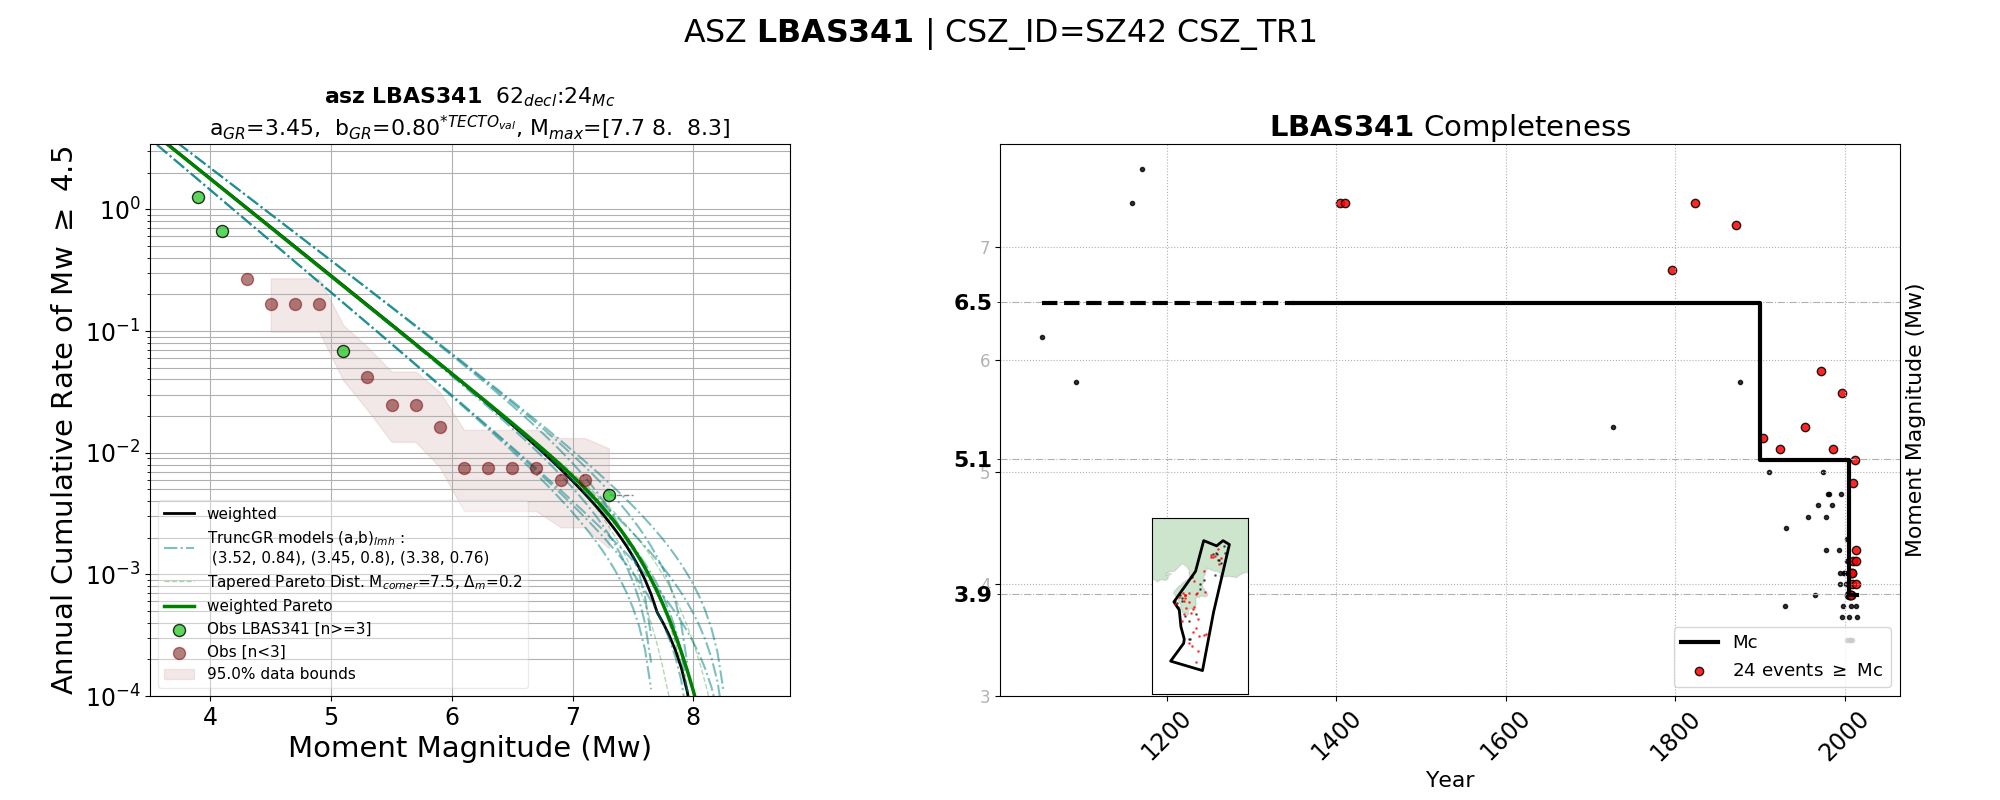 ASZ LBAS341 | CSZ_ID=SZ42 CSZ_TR1
asz LBAS341 62decl:24Mc
aGR=3.45, bGR=0.80*TECTOval, Mmax=[7.7 8. 8.3]
Annual Cumulative Rate of Mw ≥ 4.5
10^0
10^-1
10^-2
10^-3
10^-4
weighted
TruncGR models (a,b)lmh :
(3.52, 0.84), (3.45, 0.8), (3.38, 0.76)
Tapered Pareto Dist. Mcorner=7.5, Δm=0.2
weighted Pareto
Obs LBAS341 [n>=3]
Obs [n<3]
95.0% data bounds
4 5 6 7 8
Moment Magnitude (Mw)
LBAS341 Completeness
7
6.5
6
5.1
5
4
3.9
3
Mc
24 events ≥ Mc
Moment Magnitude (Mw)
1200 1400 1600 1800 2000
Year